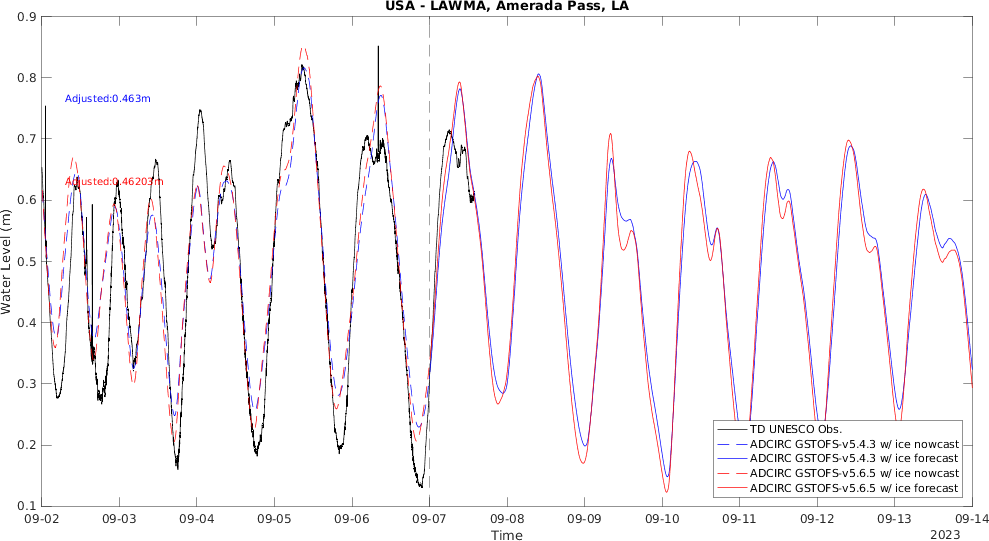 USA - LAWMA, Amerada Pass, LA
0.9
0.8
0.7
0.6
0.5
0.4
0.3
0.2
0.1
Water Level (m)
Adjusted:0.463m
Adjusted:0.46203m
TD UNESCO Obs.
ADCIRC GSTOFS-v5.4.3 w/ ice nowcast
ADCIRC GSTOFS-v5.4.3 w/ ice forecast
ADCIRC GSTOFS-v5.6.5 w/ ice nowcast
ADCIRC GSTOFS-v5.6.5 w/ ice forecast
09-02 09-03 09-04 09-05 09-06 09-07 09-08 09-09 09-10 09-11 09-12 09-13 09-14
Time
2023